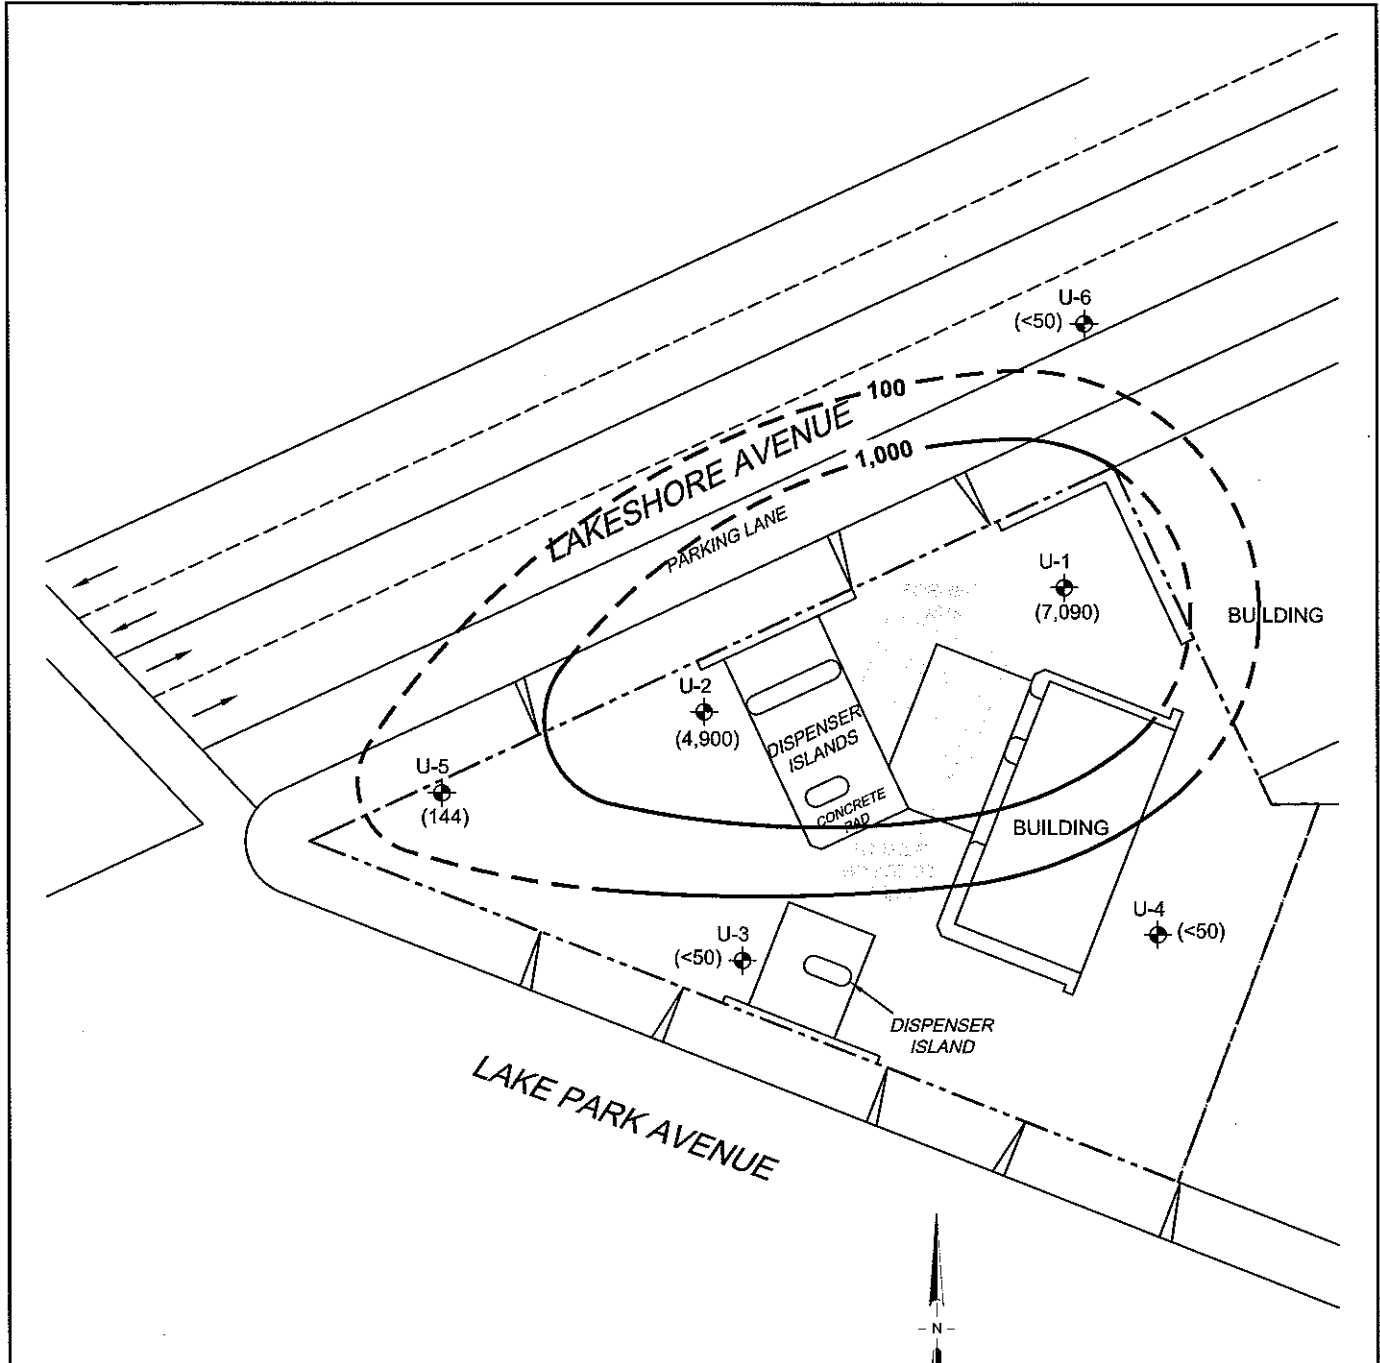 U-6
(<50)
100
LAKESHORE AVENUE
1,000
PARKING LANE
U-1
(7,090)
BUILDING
U-2
(4,900)
DISPENSER
ISLANDS
U-5
(144)
CONCRETE
PAD
BUILDING
U-4
(<50)
U-3
(<50)
DISPENSER
ISLAND
LAKE PARK AVENUE
N